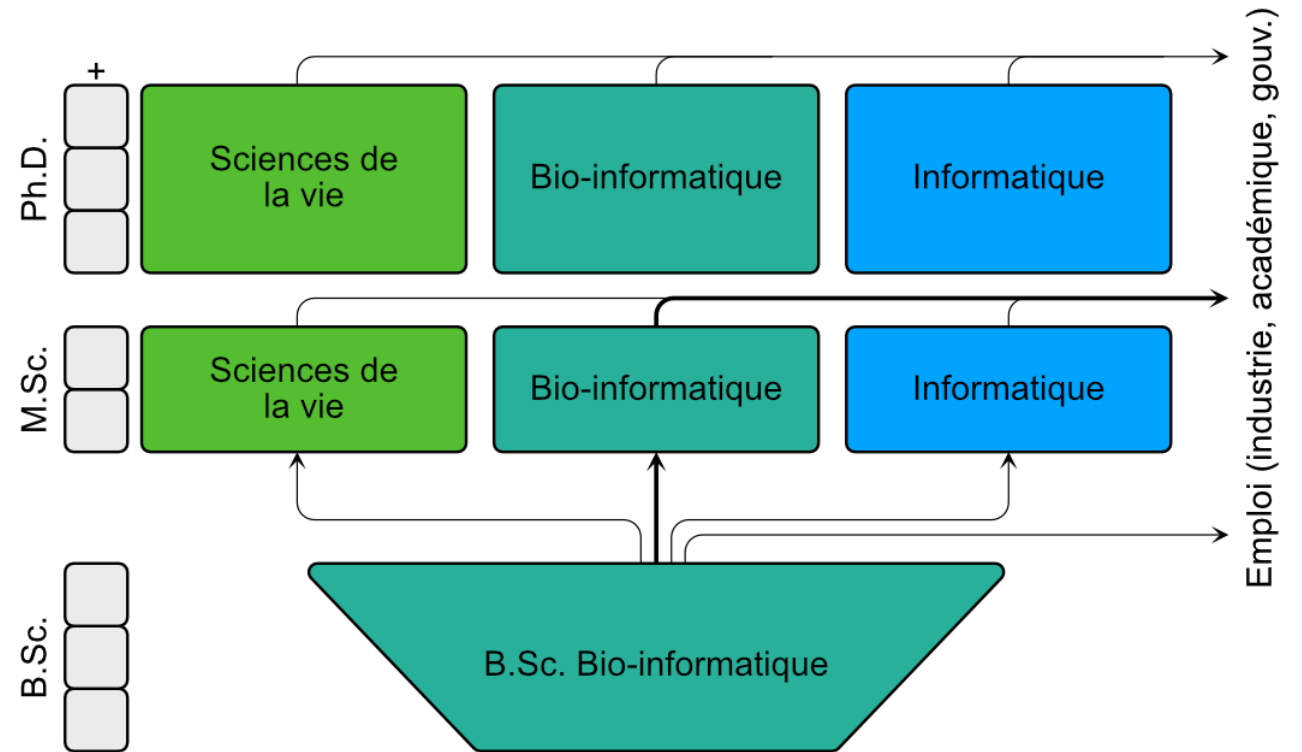 +
Ph.D.
Sciences de
la vie
Bio-informatique
Informatique
M.Sc.
Sciences de
la vie
Bio-informatique
Informatique
B.Sc.
B.Sc. Bio-informatique
Emploi (industrie, académique, gouv.)